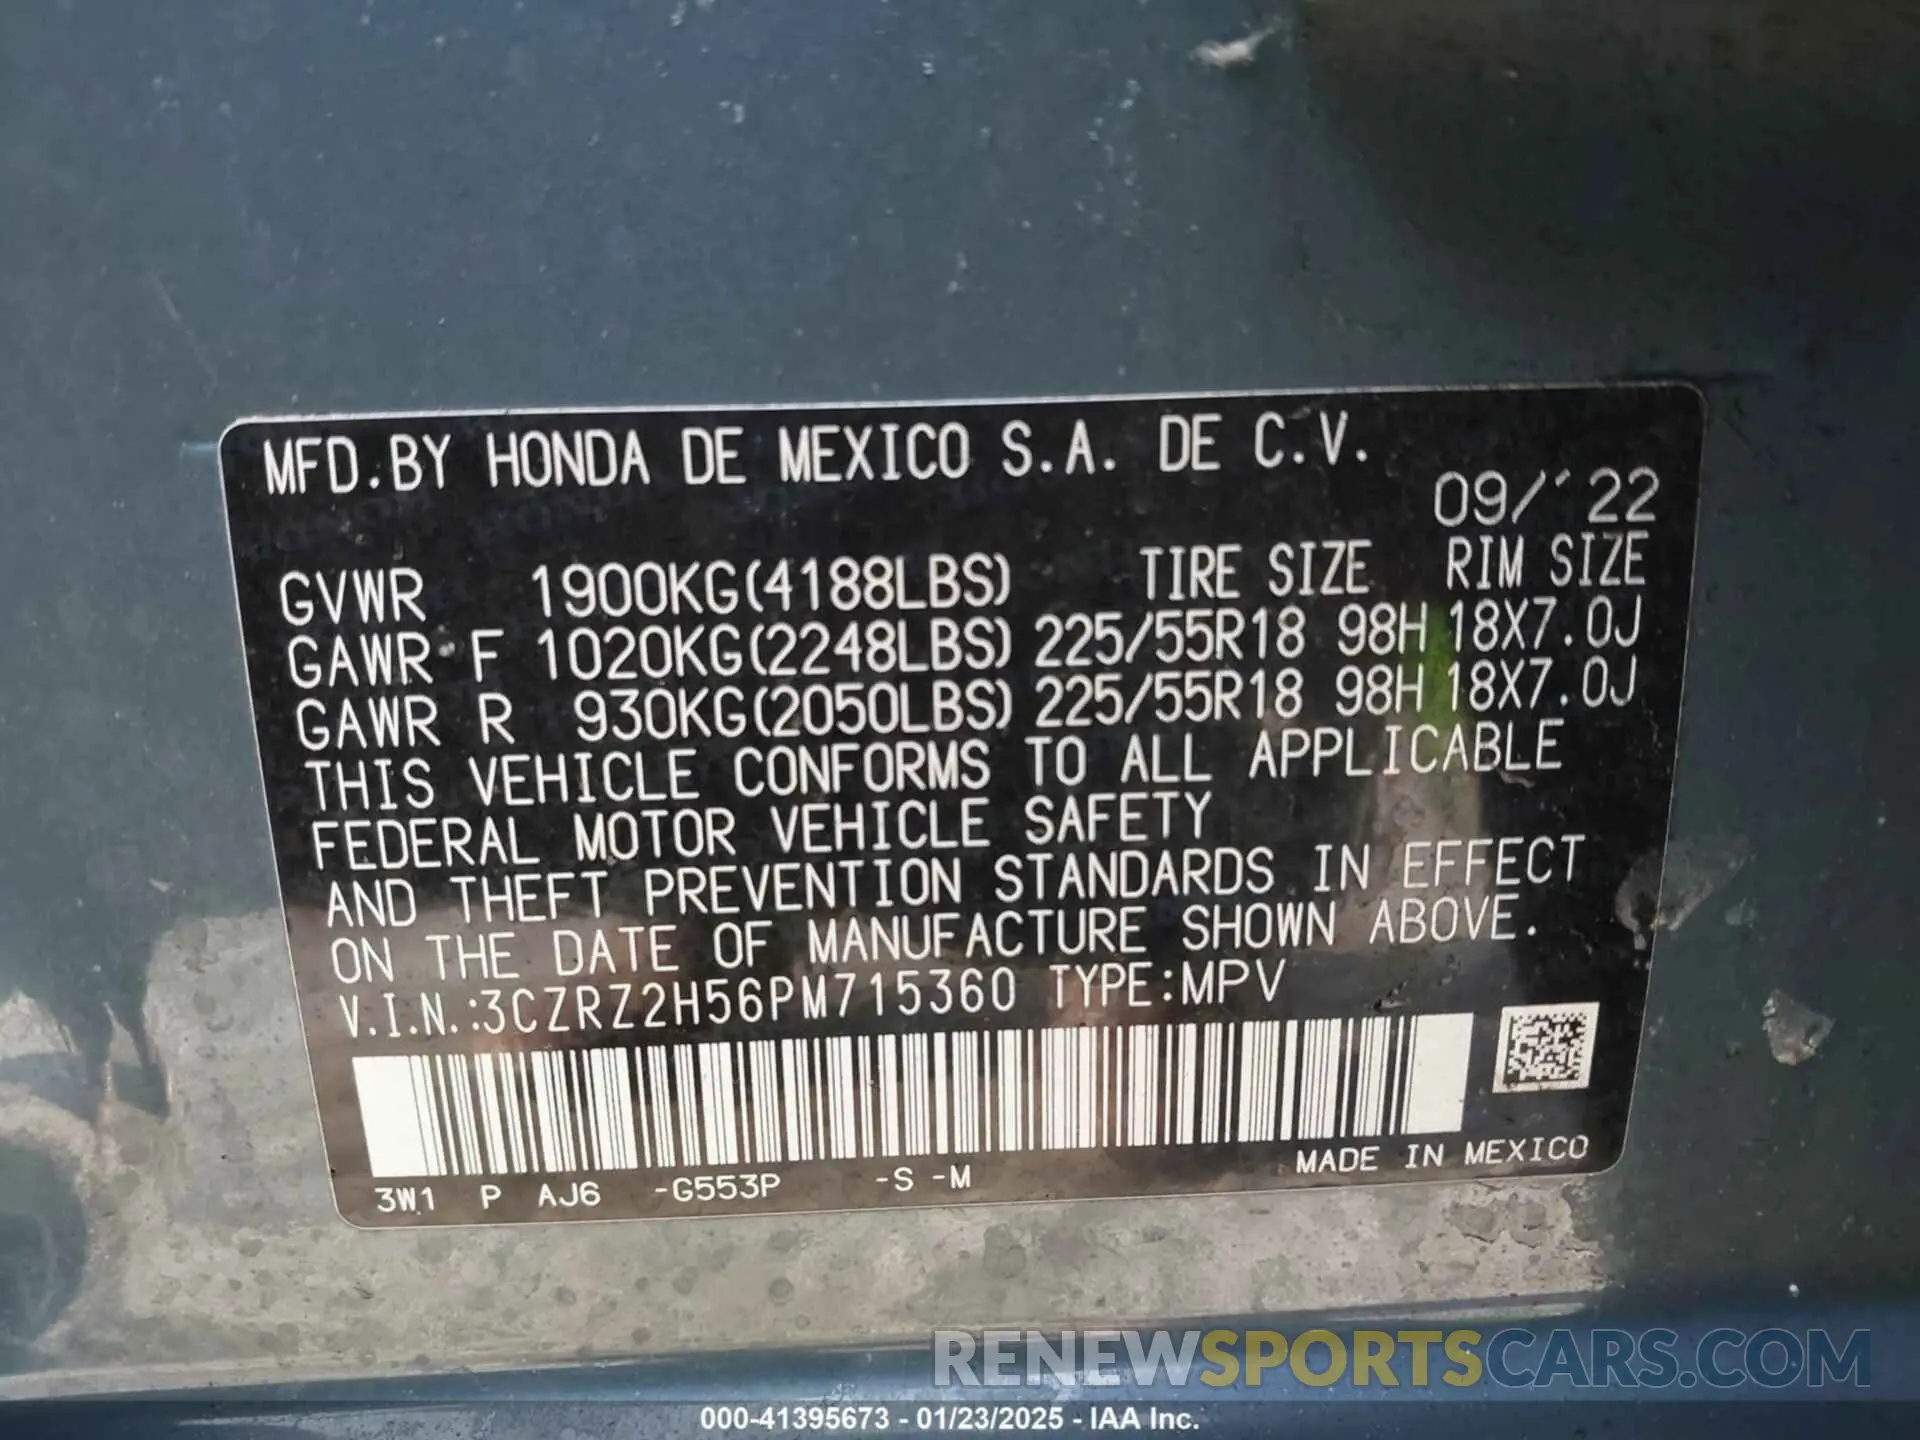 MFD.BY HONDA DE MEXICO S.A. DE C.V.
09/'22
GVWR 1900KG(4188LBS) TIRE SIZE RIM SIZE
GAWR F 1020KG(2248LBS) 225/55R18 98H 18X7.0J
GAWR R 930KG(2050LBS) 225/55R18 98H 18X7.0J
THIS VEHICLE CONFORMS TO ALL APPLICABLE
FEDERAL MOTOR VEHICLE SAFETY
AND THEFT PREVENTION STANDARDS IN EFFECT
ON THE DATE OF MANUFACTURE SHOWN ABOVE.
V.I.N.:3CZRZ2H56PM715360 TYPE:MPV
MADE IN MEXICO
3W1 P AJ6 -G553P -S -M
RENEWSPORTSCARS.COM
000-41395673 - 01/23/2025 - IAA Inc.